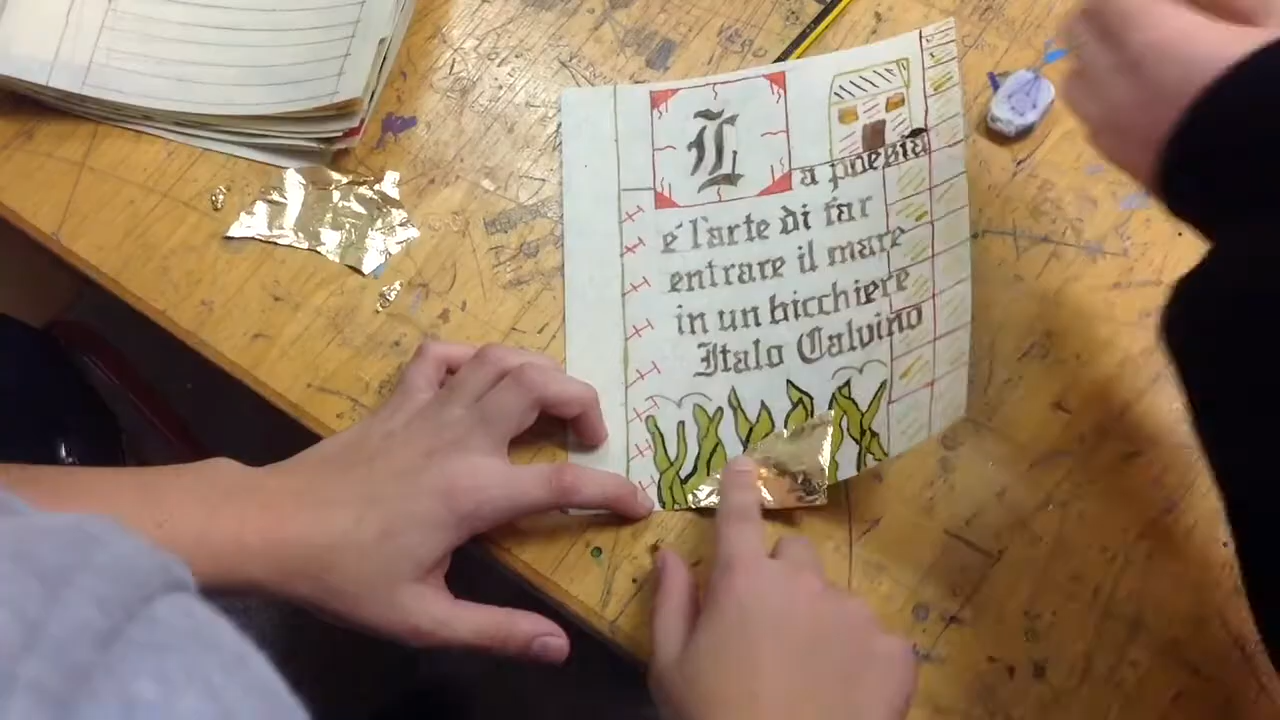 La poesia
é l'arte di far
entrare il mare
in un bicchiere
Italo Calvino